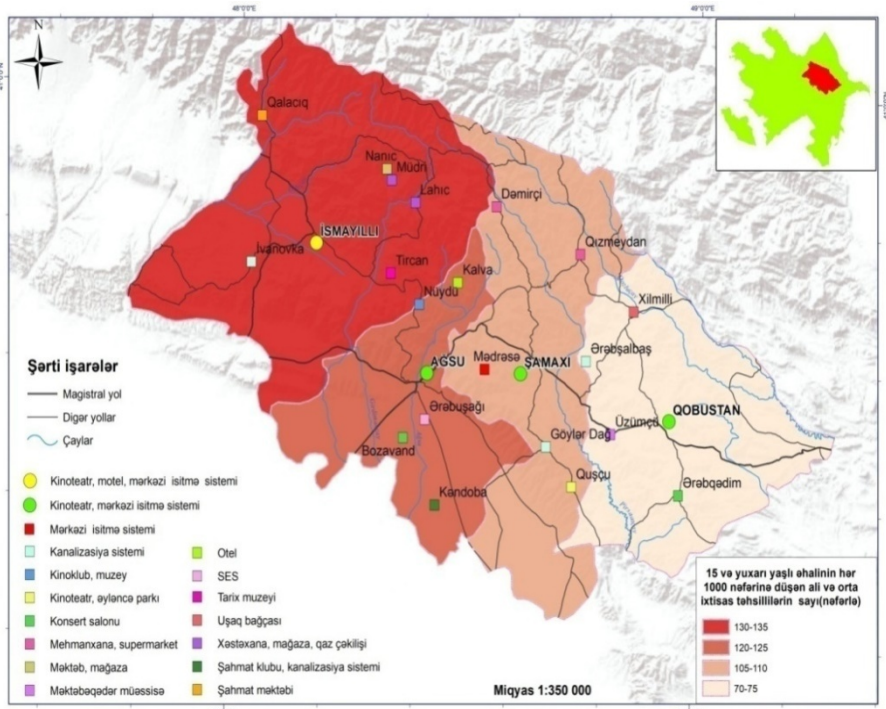 N
Qalacıq
Nanıc
Müdri
Lahıc
Dəmirçi
İSMAYILLI
Qızmeydan
İvanovka
Tircan
Kalva
Nuydü
Xilmilli
Ərəbşalbaş
AGSU
Mədrəsə
ŞAMAXI
Ərəbuşağı
Üzümçü
QOBUSTAN
Bozavand
Göylər Dağ
Quşçu
Ərəbqədim
Kəndoba
Şərti işarələr
Magistral yol
Digər yollar
Çaylar
Kinoteatr, motel, mərkəzi isitmə sistemi
Kinoteatr, mərkəzi isitmə sistemi
Mərkəzi isitmə sistemi
Kanalizasiya sistemi
Kinoklub, muzey
Kinoteatr, əyləncə parkı
Konsert salonu
Mehmanxana, supermarket
Məktəb, mağaza
Məktəbəqədər müəssisə
Otel
SES
Tarix muzeyi
Uşaq bağçası
Xəstəxana, mağaza, qaz çəkilişi
Şahmat klubu, kanalizasiya sistemi
Şahmat məktəbi
Miqyas 1:350 000
15 və yuxarı yaşlı əhalinin hər
1000 nəfərinə düşən ali və orta
ixtisas təhsillilərin sayı(nəfərlə)
130-135
120-125
105-110
70-75